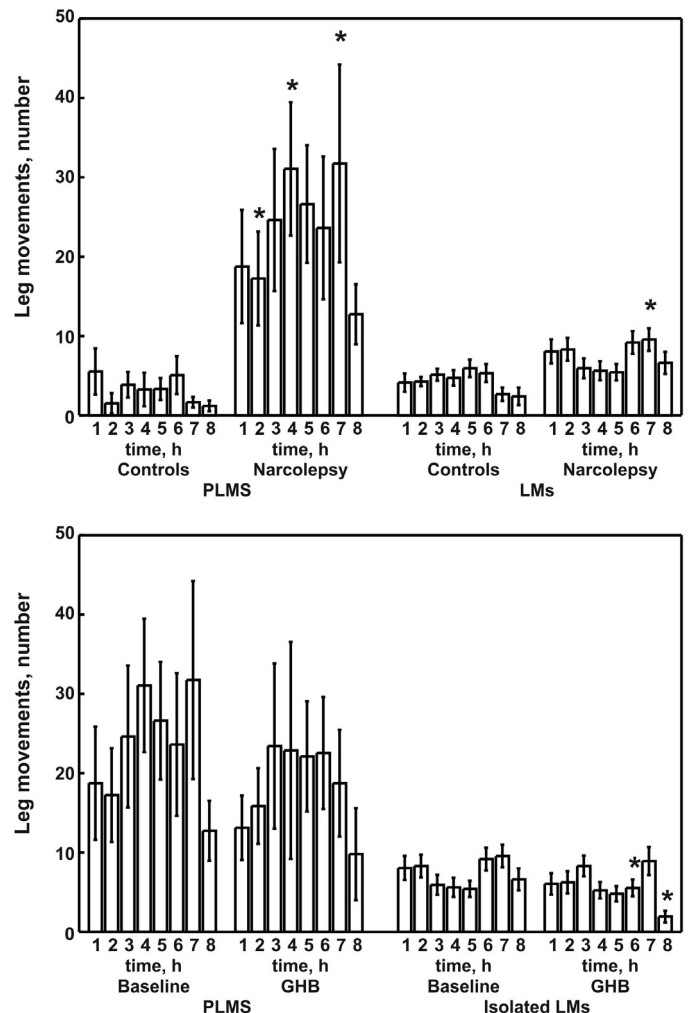 50
40
30
20
10
0
Leg movements, number
* * * *
1 2 3 4 5 6 7 8 1 2 3 4 5 6 7 8 1 2 3 4 5 6 7 8 1 2 3 4 5 6 7 8
time, h time, h time, h time, h
Controls Narcolepsy Controls Narcolepsy
PLMS LMs
50
40
30
20
10
0
Leg movements, number
* *
1 2 3 4 5 6 7 8 1 2 3 4 5 6 7 8 1 2 3 4 5 6 7 8 1 2 3 4 5 6 7 8
time, h time, h time, h time, h
Baseline GHB Baseline GHB
PLMS Isolated LMs